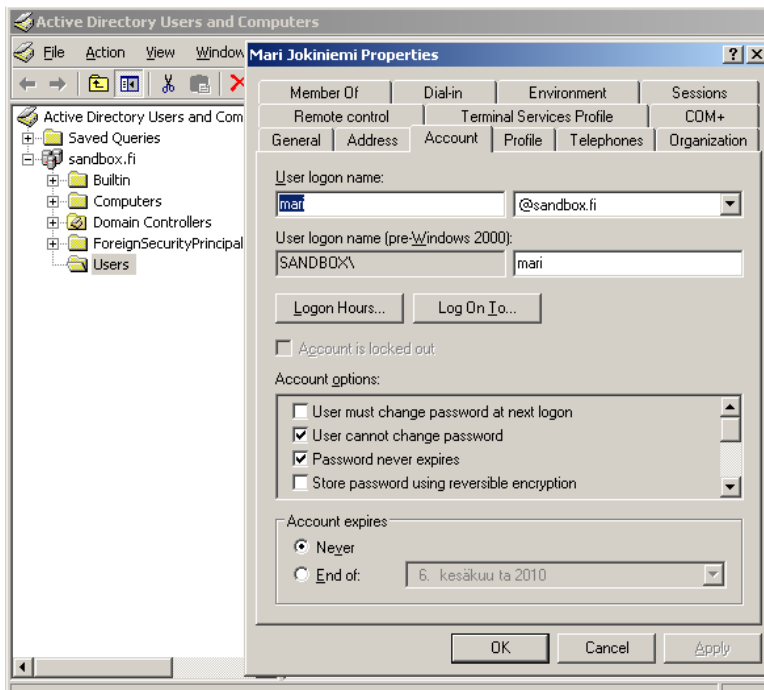 Active Directory Users and Computers
File Action View Window
Active Directory Users and Com
Saved Queries
sandbox.fi
Builtin
Computers
Domain Controllers
ForeignSecurityPrincipal
Users
Mari Jokiniemi Properties
Member Of Dial-in Environment Sessions
Remote control Terminal Services Profile COM+
General Address Account Profile Telephones Organization
User logon name:
mari @sandbox.fi
User logon name (pre-Windows 2000):
SANDBOX\ mari
Logon Hours... Log On To...
Account is locked out
Account options:
User must change password at next logon
User cannot change password
Password never expires
Store password using reversible encryption
Account expires
Never
End of: 6. kesäkuu ta 2010
OK Cancel Apply